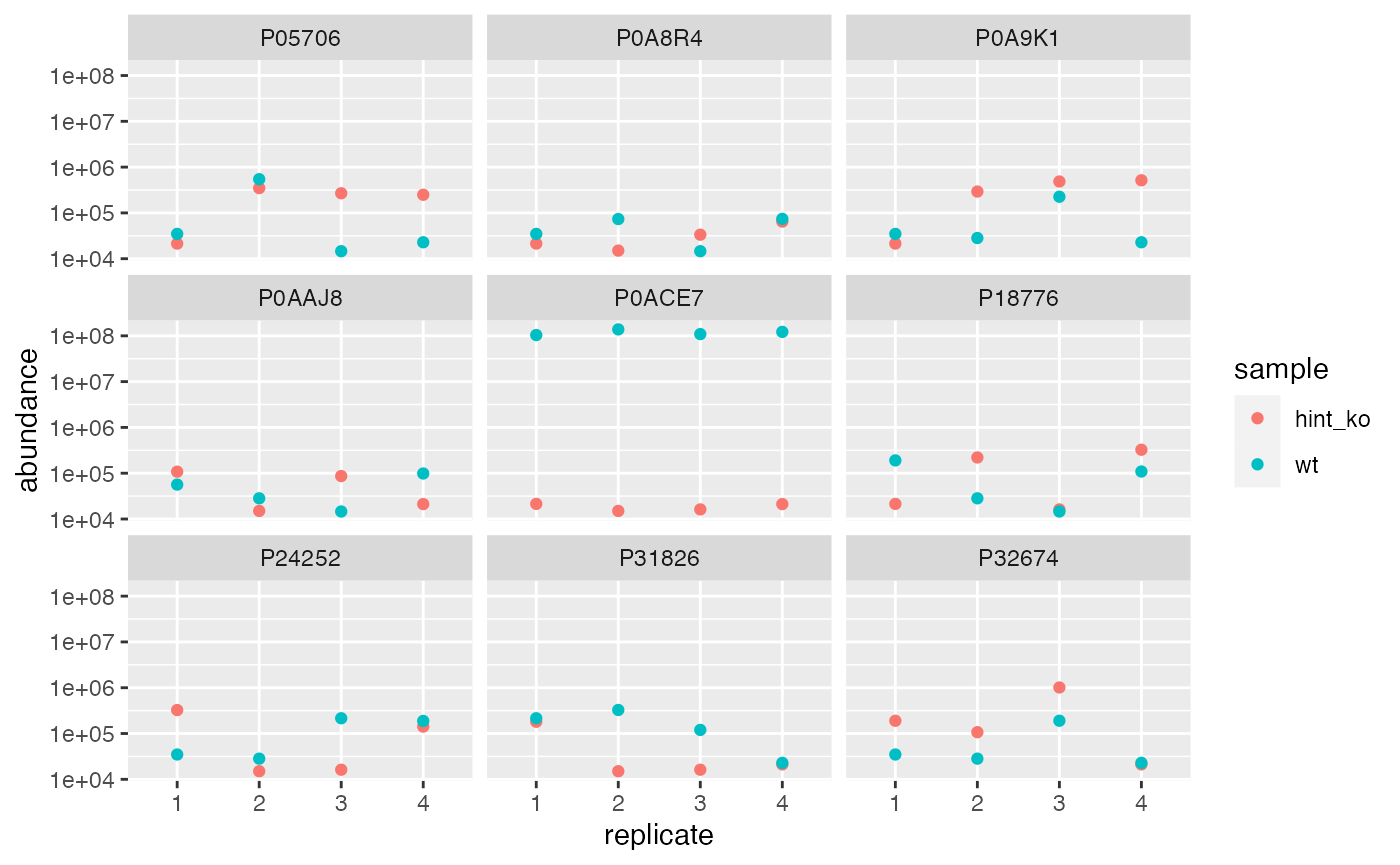 P05706 P0A8R4 P0A9K1
1e+08
1e+07
1e+06
1e+05
1e+04
P0AAJ8 P0ACE7 P18776
1e+08
1e+07
1e+06
1e+05
1e+04
P24252 P31826 P32674
1e+08
1e+07
1e+06
1e+05
1e+04
1 2 3 4 1 2 3 4 1 2 3 4
replicate
abundance
sample
hint_ko
wt